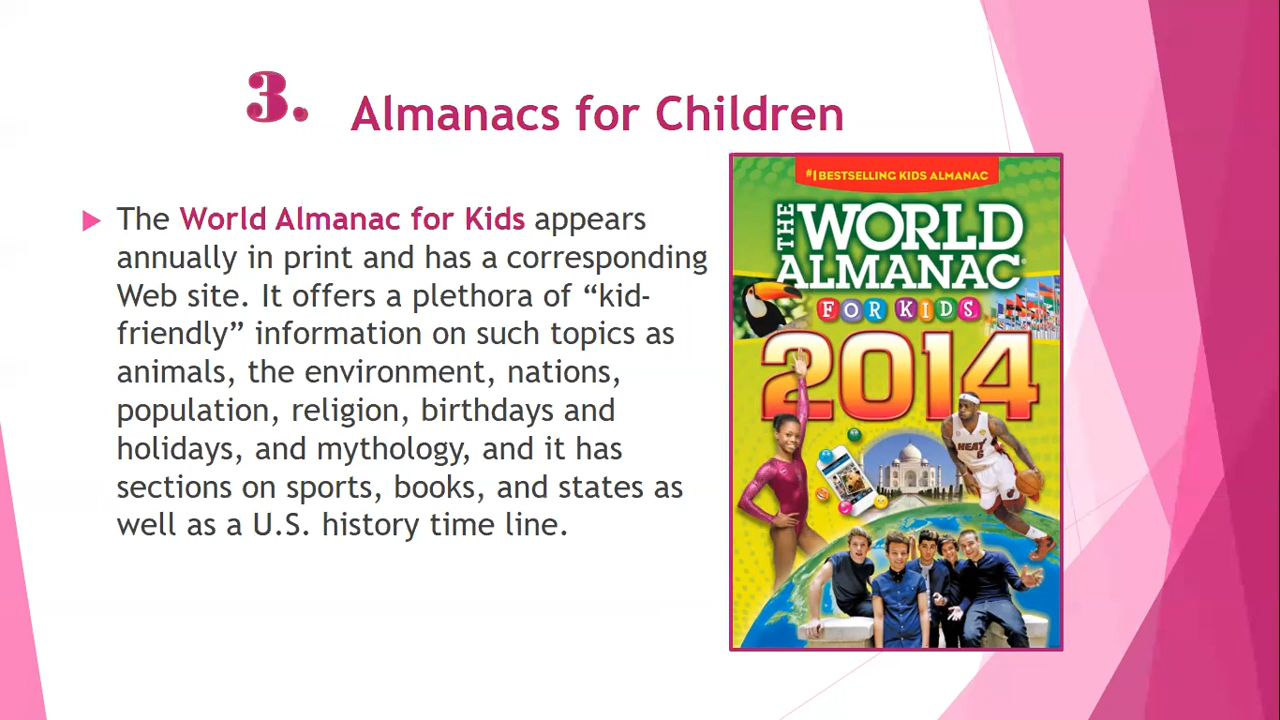 3. Almanacs for Children
The World Almanac for Kids appears
annually in print and has a corresponding
Web site. It offers a plethora of “kid-
friendly” information on such topics as
animals, the environment, nations,
population, religion, birthdays and
holidays, and mythology, and it has
sections on sports, books, and states as
well as a U.S. history time line.
#1 BESTSELLING KIDS ALMANAC
THE WORLD
ALMANAC®
FOR KIDS
2014
HEAT
6